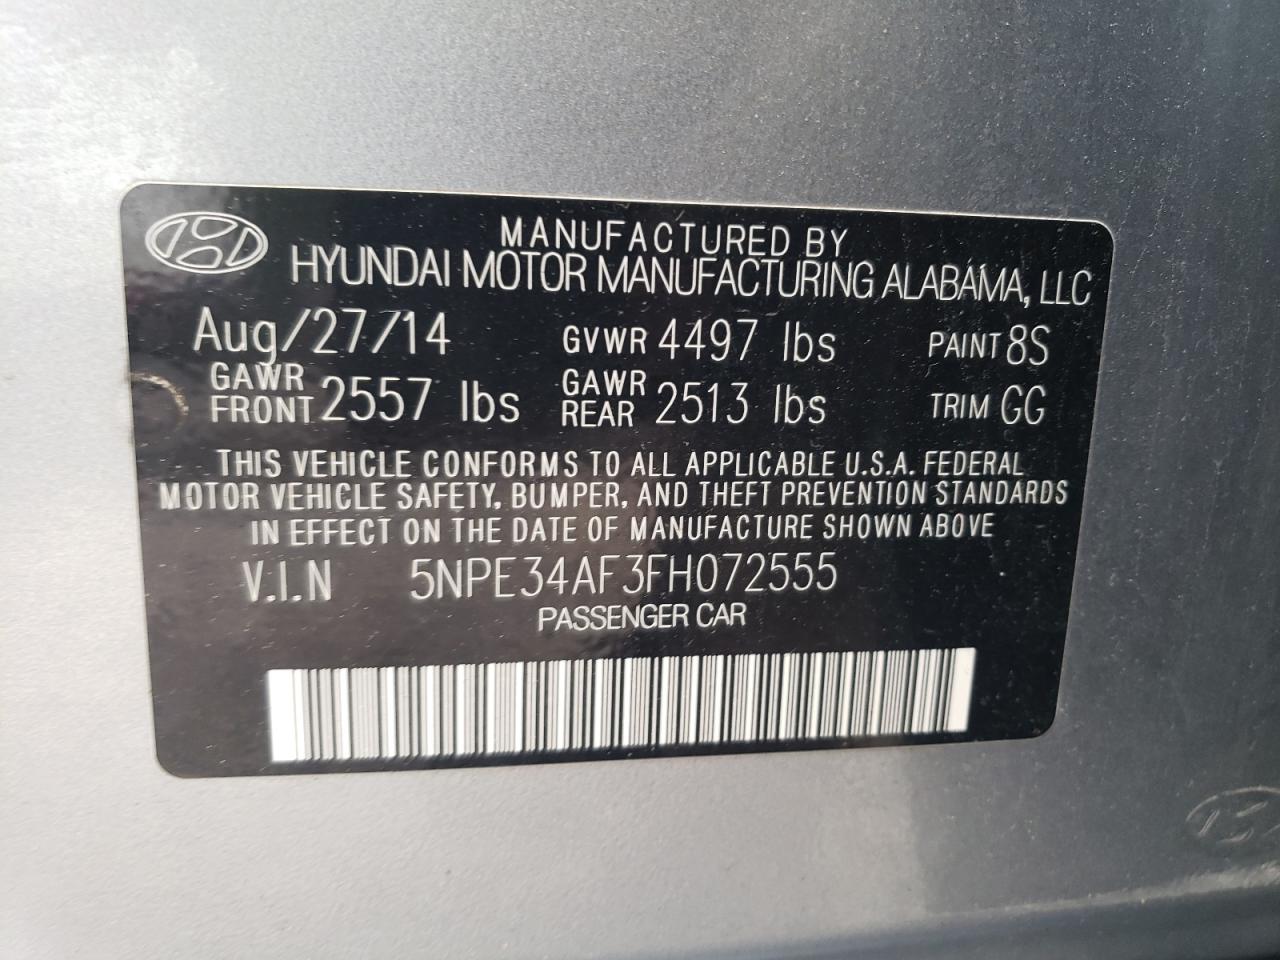 MANUFACTURED BY
HYUNDAI MOTOR MANUFACTURING ALABAMA, LLC
Aug/27/14 GVWR 4497 lbs PAINT 8S
GAWR FRONT 2557 lbs GAWR REAR 2513 lbs TRIM GG
THIS VEHICLE CONFORMS TO ALL APPLICABLE U.S.A. FEDERAL
MOTOR VEHICLE SAFETY, BUMPER, AND THEFT PREVENTION STANDARDS
IN EFFECT ON THE DATE OF MANUFACTURE SHOWN ABOVE
V.I.N 5NPE34AF3FH072555
PASSENGER CAR